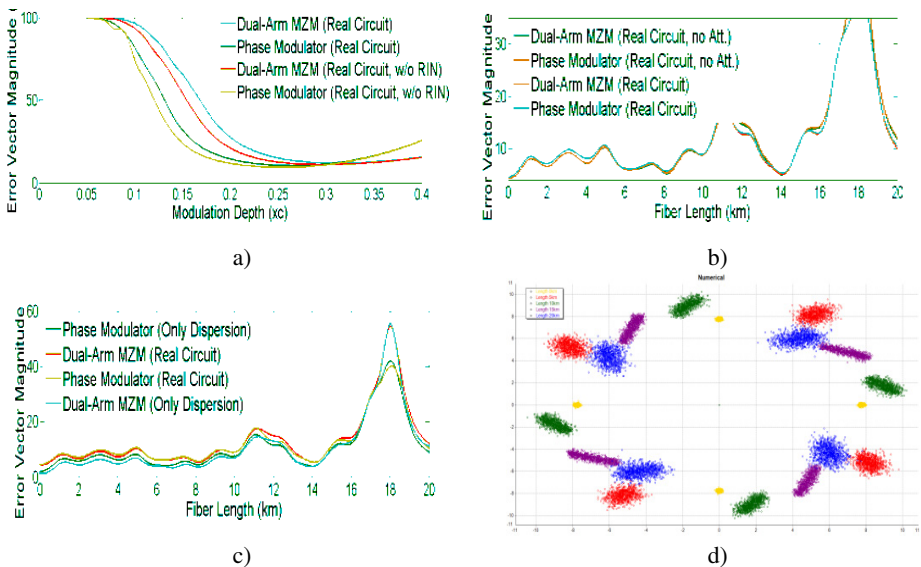 Error Vector Magnitude (
100
50
0
Dual-Arm MZM (Real Circuit)
Phase Modulator (Real Circuit)
Dual-Arm MZM (Real Circuit, w/o RIN)
Phase Modulator (Real Circuit, w/o RIN)
0 0.05 0.1 0.15 0.2 0.25 0.3 0.35 0.4
Modulation Depth (xc)
a)
Error Vector Magnitude
30
20
10
Dual-Arm MZM (Real Circuit, no Att.)
Phase Modulator (Real Circuit, no Att.)
Dual-Arm MZM (Real Circuit)
Phase Modulator (Real Circuit)
0 2 4 6 8 10 12 14 16 18 20
Fiber Length (km)
b)
Error Vector Magnitude
60
40
20
0
Phase Modulator (Only Dispersion)
Dual-Arm MZM (Real Circuit)
Phase Modulator (Real Circuit)
Dual-Arm MZM (Only Dispersion)
0 2 4 6 8 10 12 14 16 18 20
Fiber Length (km)
c)
Numerical
d)